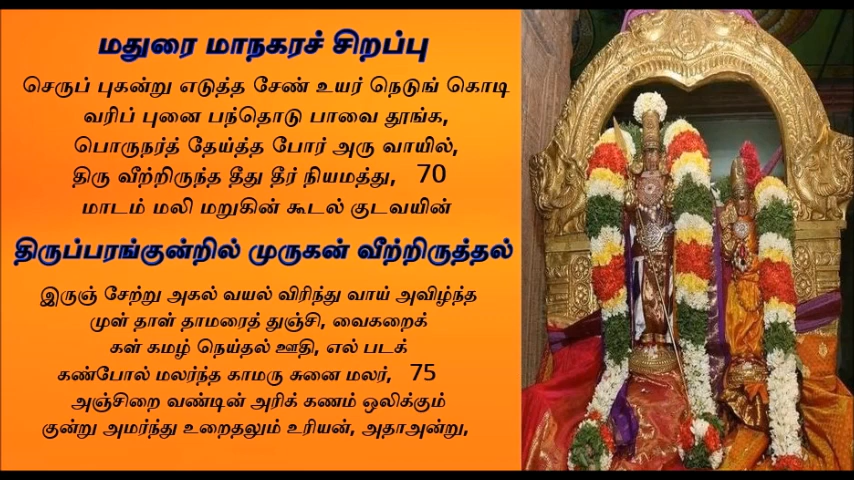 மதுரை மாநகரச் சிறப்பு
செருப் புகன்று எடுத்த சேண் உயர் நெடுங் கொடி
வரிப் புனை பந்தொடு பாவை தூங்க,
பொருநர்த் தேய்த்த போர் அரு வாயில்,
திரு வீற்றிருந்த தீது தீர் நியமத்து, 70
மாடம் மலி மறுகின் கூடல் குடவயின்
திருப்பரங்குன்றில் முருகன் வீற்றிருத்தல்
இருஞ் சேற்று அகல் வயல் விரிந்து வாய் அவிழ்ந்த
முள் தாள் தாமரைத் துஞ்சி, வைகறைக்
கள் கமழ் நெய்தல் ஊதி, எல் படக்
கண்போல் மலர்ந்த காமரு சுனை மலர், 75
அஞ்சிறை வண்டின் அரிக் கணம் ஒலிக்கும்
குன்று அமர்ந்து உறைதலும் உரியன், அதாஅன்று,